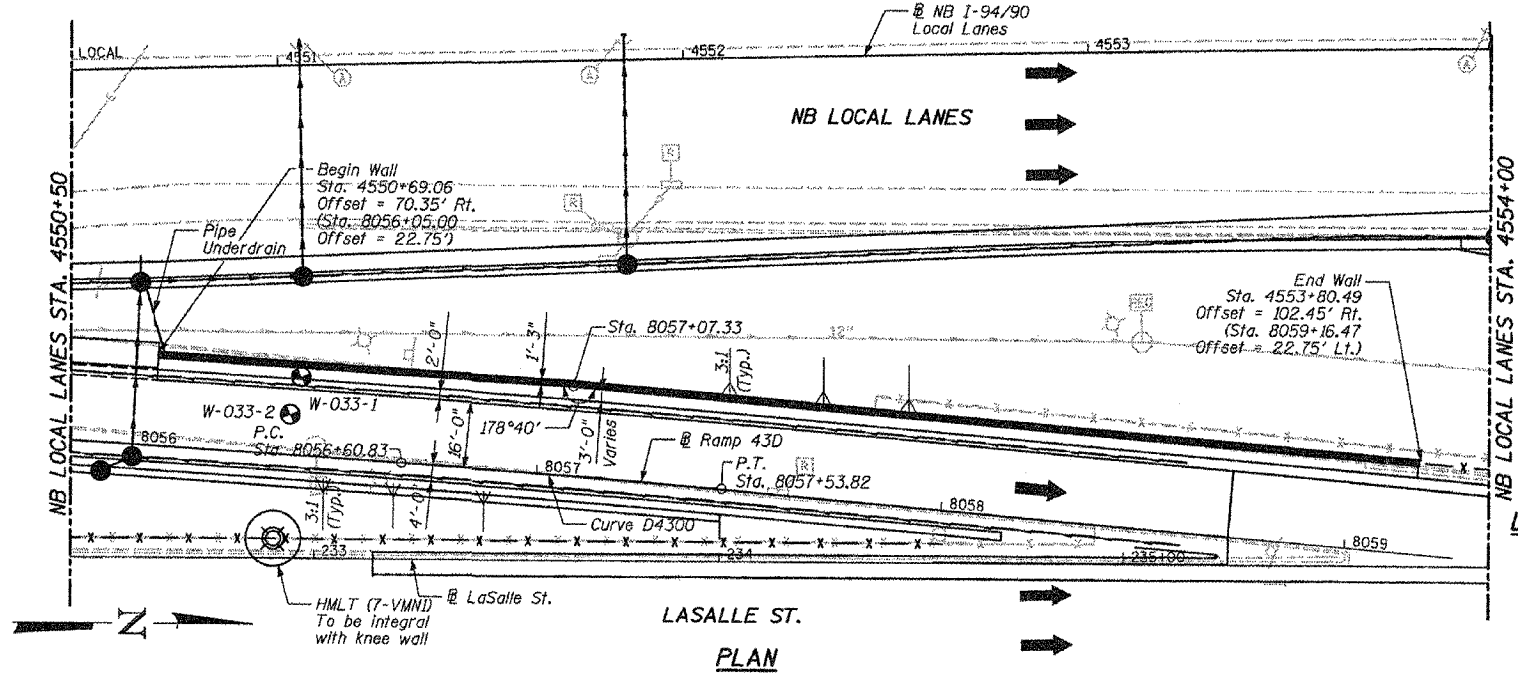 ℄ NB I-94/90
Local Lanes
LOCAL
4551
4552
4553
A
A
A
NB LOCAL LANES
NB LOCAL LANES STA. 4550+50
NB LOCAL LANES STA. 4554+00
Begin Wall
Sta. 4550+69.06
Offset = 70.35' Rt.
(Sta. 8056+05.00
Offset = 22.75')
Pipe
Underdrain
S
R
End Wall
Sta. 4553+80.49
Offset = 102.45' Rt.
(Sta. 8059+16.47
Offset = 22.75' Lt.)
2'-0"
1'-3"
Sta. 8057+07.33
12"
3:1
(Typ.)
W-033-1
W-033-2
P.C.
Sta. 8056+60.83
8056
178°40'
16'-0"
3'-0"
Varies
℄ Ramp 43D
8057
P.T.
Sta. 8057+53.82
R
8058
8059
3:1
(Typ.)
4'-0"
Curve D4300
233
234
235+00
HMLT (7-VMNI)
To be integral
with knee wall
℄ LaSalle St.
LASALLE ST.
N
PLAN